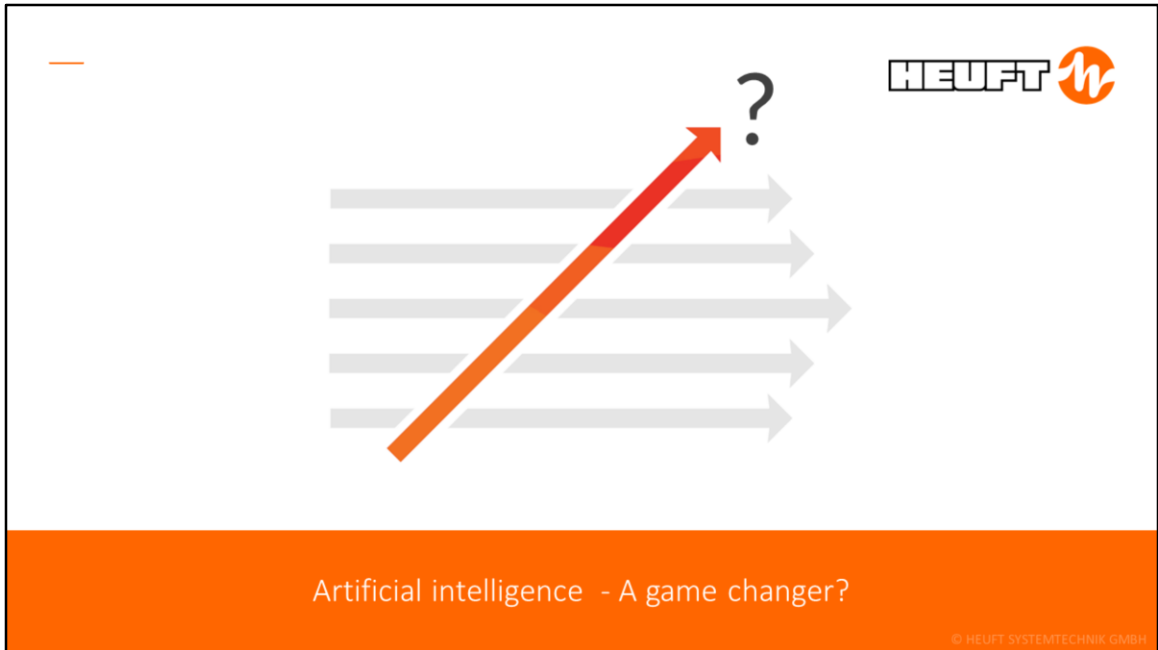 HEUFT
?
Artificial intelligence - A game changer?
© HEUFT SYSTEMTECHNIK GMBH